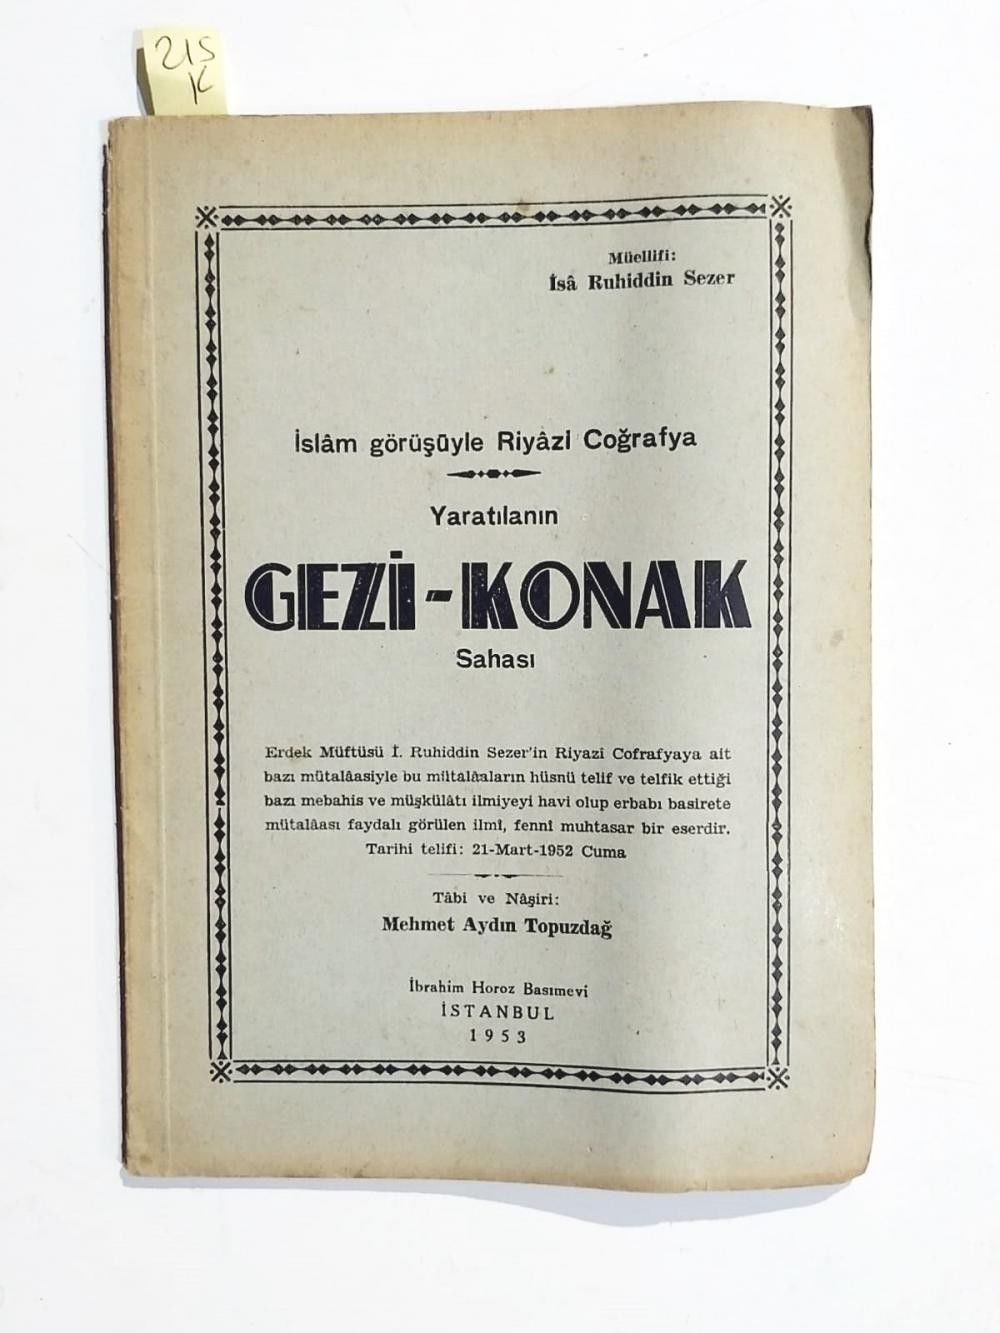 215
K
Müellifi:
İsâ Ruhiddin Sezer
İslâm görüşüyle Riyâzi Coğrafya
Yaratılanın
GEZİ-KONAK
Sahası
Erdek Müftüsü İ. Ruhiddin Sezer'in Riyazi Cofrafyaya ait
bazı mütalâasiyle bu mütalâaların hüsnü telif ve telfik ettiği
bazı mebahis ve müşkülâtı ilmiyeyi havi olup erbabı basirete
mütalâası faydalı görülen ilmî, fennî muhtasar bir eserdir.
Tarihi telifi: 21-Mart-1952 Cuma
Tâbi ve Nâşiri:
Mehmet Aydın Topuzdağ
İbrahim Horoz Basımevi
İSTANBUL
1953